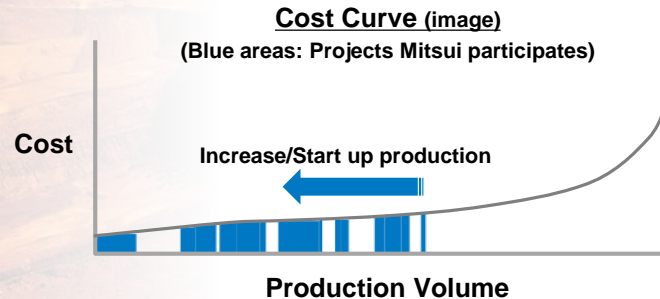 Cost Curve (image)
(Blue areas: Projects Mitsui participates)
Cost
Increase/Start up production
Production Volume